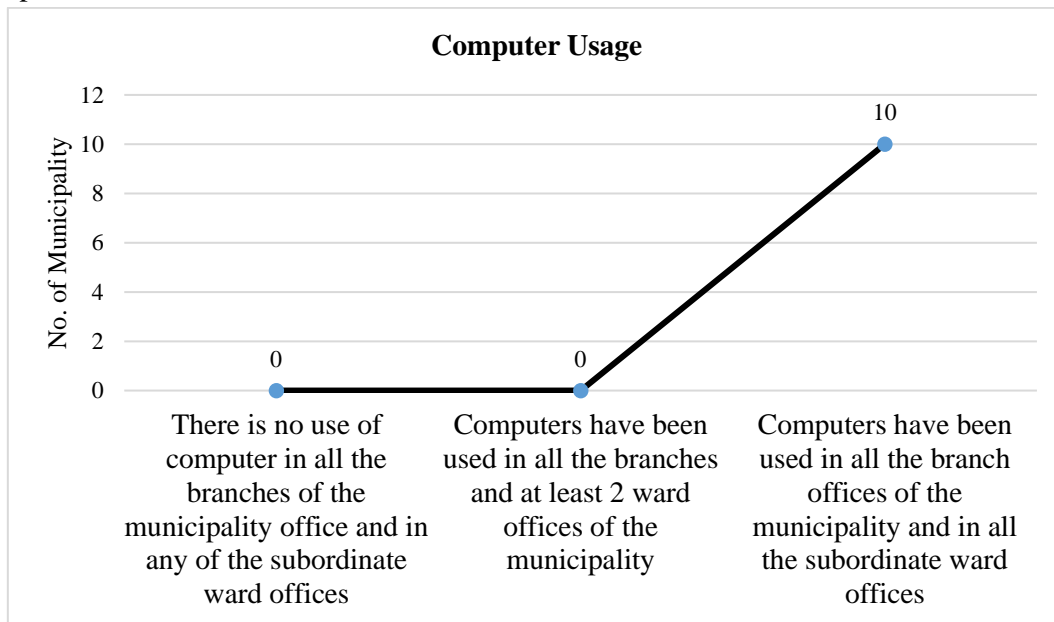 Computer Usage
12
10
8
6
4
2
0
No. of Municipality
0
0
10
There is no use of
computer in all the
branches of the
municipality office and in
any of the subordinate
ward offices
Computers have been
used in all the branches
and at least 2 ward
offices of the
municipality
Computers have been
used in all the branch
offices of the
municipality and in all
the subordinate ward
offices